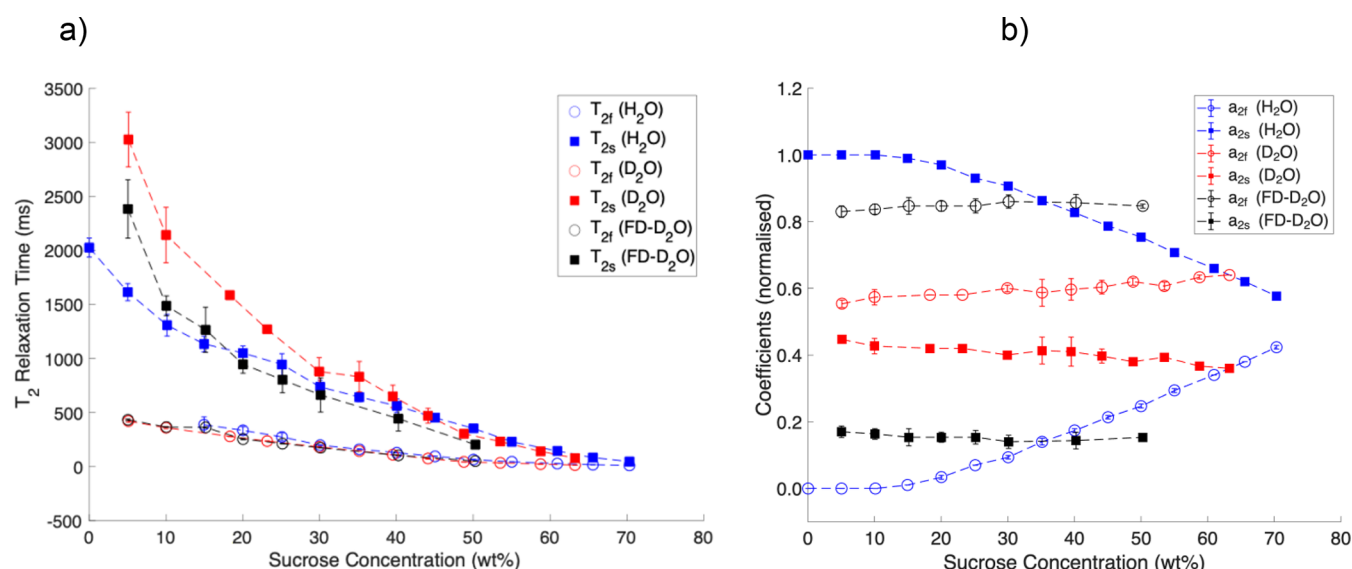 a)
3500
3000
2500
2000
1500
1000
500
0
-500
T2 Relaxation Time (ms)
0 10 20 30 40 50 60 70 80
Sucrose Concentration (wt%)
T2f (H2O)
T2s (H2O)
T2f (D2O)
T2s (D2O)
T2f (FD-D2O)
T2s (FD-D2O)
b)
1.2
1.0
0.8
0.6
0.4
0.2
0.0
Coefficients (normalised)
0 10 20 30 40 50 60 70 80
Sucrose Concentration (wt%)
a2f (H2O)
a2s (H2O)
a2f (D2O)
a2s (D2O)
a2f (FD-D2O)
a2s (FD-D2O)